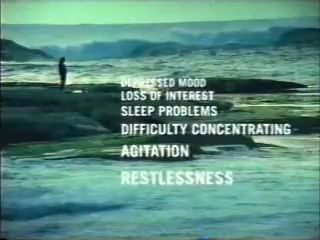 DEPRESSED MOOD
LOSS OF INTEREST
SLEEP PROBLEMS
DIFFICULTY CONCENTRATING
AGITATION
RESTLESSNESS